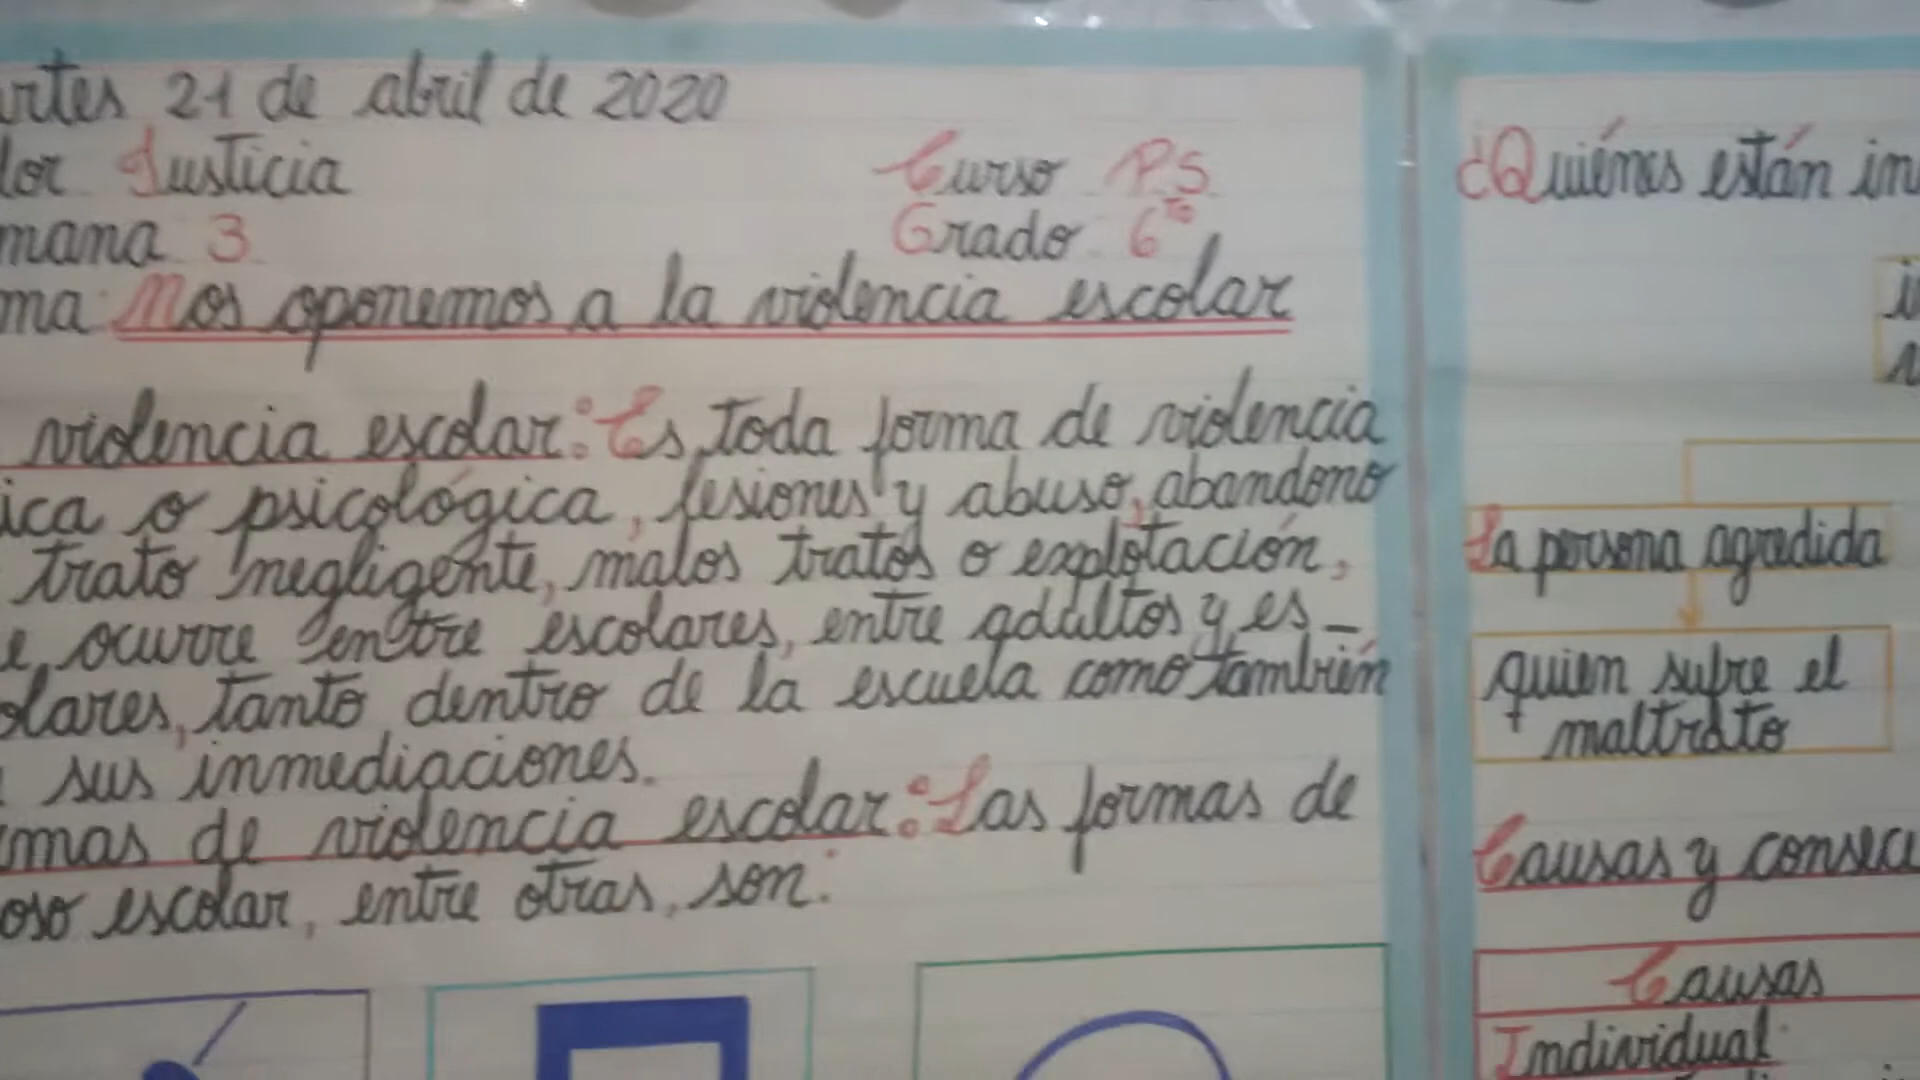 artes 21 de abril de 2020
lor Justicia
Curso P.S.
mana 3
Grado 6to
ma: Nos oponemos a la violencia escolar
violencia escolar: Es toda forma de violencia
ica o psicológica, lesiones y abuso, abandono
trato negligente, malos tratos o explotación,
e ocurre entre escolares, entre adultos y es_
olares, tanto dentro de la escuela como también
sus inmediaciones.
mas de violencia escolar: Las formas de
oso escolar, entre otras, son:
¿Quiénes están in
La persona agredida
quien sufre el
maltrato
Causas y consecu
Causas
Individual